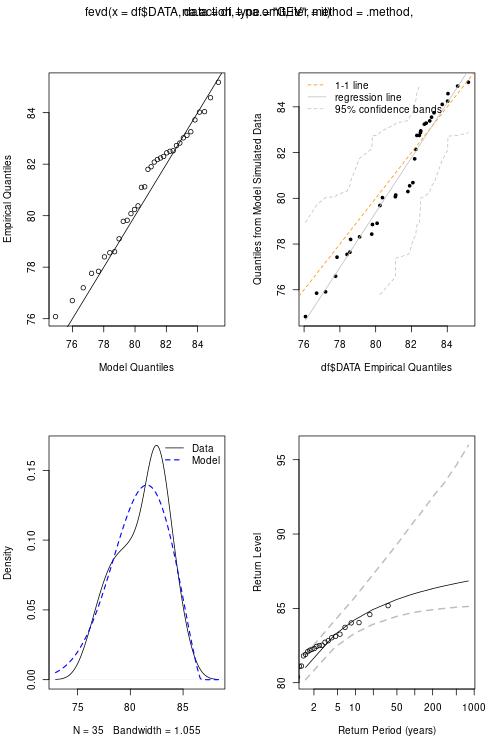 fevd(x = df$DATA,
method = .method,
76 78 80 82 84
76 78 80 82 84
Model Quantiles
Empirical Quantiles
1-1 line
regression line
95% confidence bands
76 78 80 82 84
76 78 80 82 84
df$DATA Empirical Quantiles
Quantiles from Model Simulated Data
Data
Model
0.00 0.05 0.10 0.15
75 80 85
N = 35 Bandwidth = 1.055
Density
80 85 90 95
2 5 10 50 200 1000
Return Period (years)
Return Level